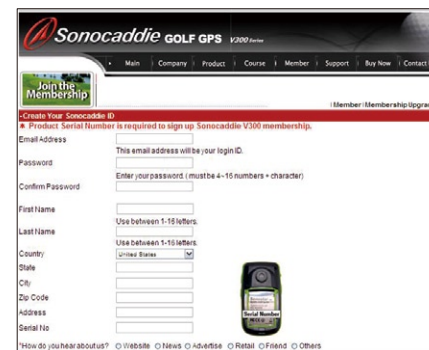 Sonocaddie GOLF GPS V300 Series
Main Company Product Course Member Support Buy Now Contact
Join the
Membership
| Member | Membership Upgra
-Create Your Sonocaddie ID
* Product Serial Number is required to sign up Sonocaddie V300 membership.
Email Address
This email address will be your login ID.
Password
Enter your password. (must be 4~15 numbers + character)
Confirm Password
First Name
Use between 1-15 letters.
Last Name
Use between 1-15 letters.
Country United States
State
City
Zip Code
Address
Serial Number
Serial No
*How do you hear about us? Website News Advertise Retail Friend Others